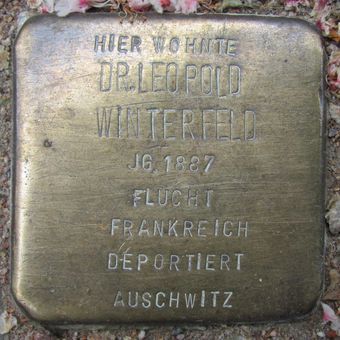 HIER WOHNTE
DR. LEOPOLD
WINTERFELD
JG. 1887
FLUCHT
FRANKREICH
DEPORTIERT
AUSCHWITZ